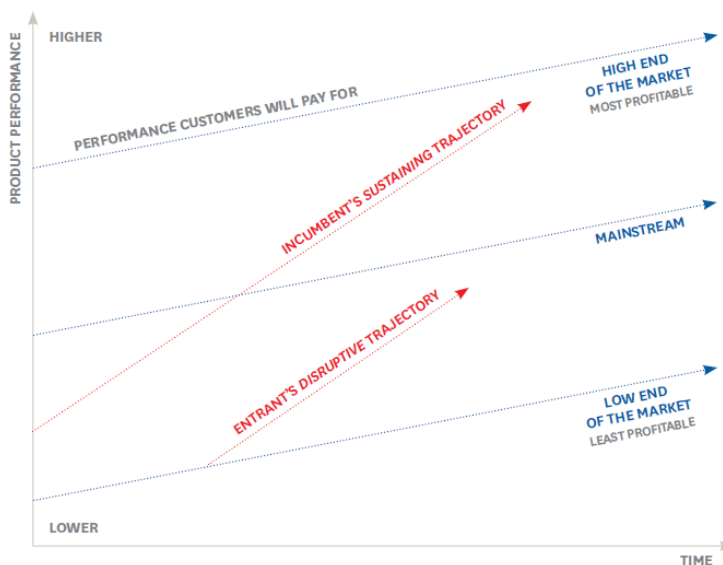 HIGHER
PRODUCT PERFORMANCE
PERFORMANCE CUSTOMERS WILL PAY FOR
HIGH END
OF THE MARKET
MOST PROFITABLE
INCUMBENT'S SUSTAINING TRAJECTORY
MAINSTREAM
ENTRANT'S DISRUPTIVE TRAJECTORY
LOW END
OF THE MARKET
LEAST PROFITABLE
LOWER
TIME